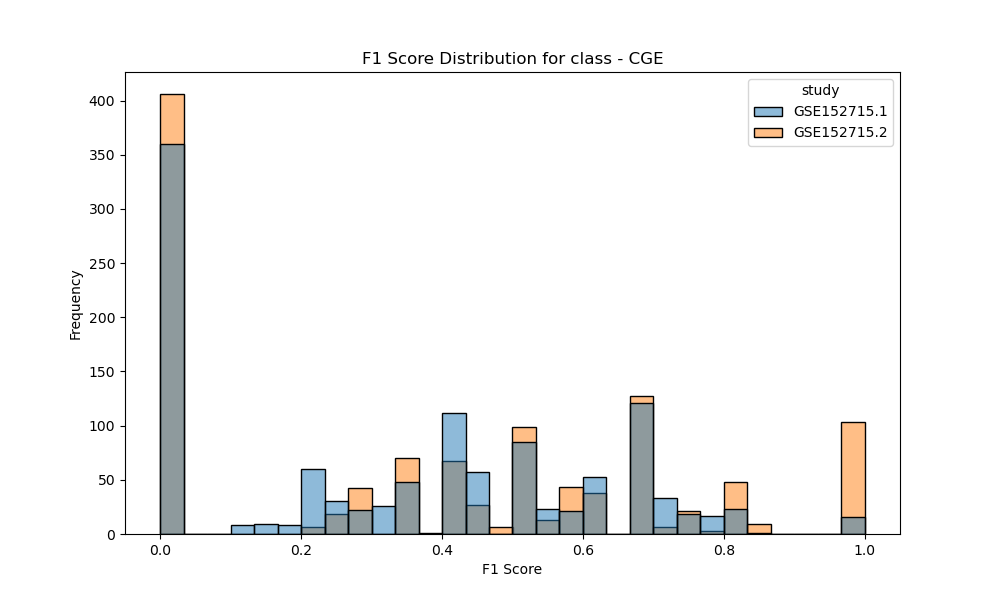 F1 Score Distribution for class - CGE
study
GSE152715.1
GSE152715.2
Frequency
400
350
300
250
200
150
100
50
0
0.0 0.2 0.4 0.6 0.8 1.0
F1 Score